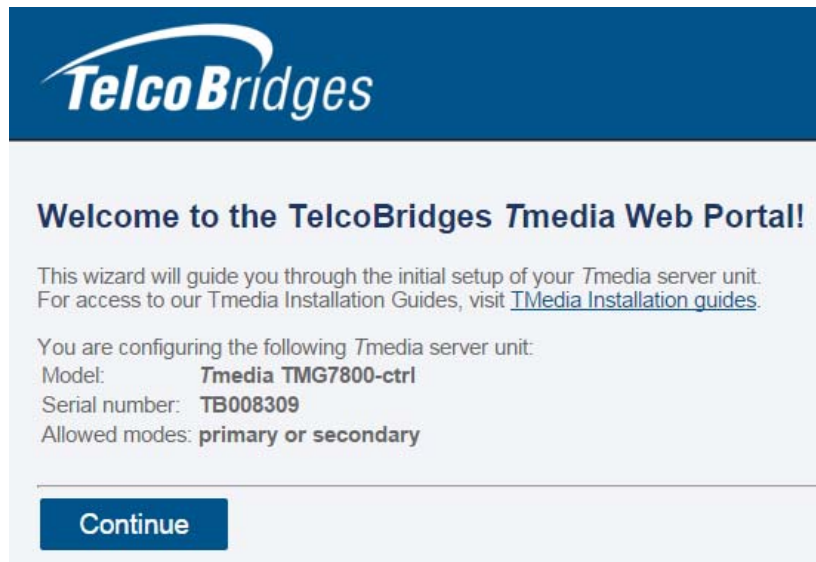 TelcoBridges
Welcome to the TelcoBridges Tmedia Web Portal!
This wizard will guide you through the initial setup of your Tmedia server unit.
For access to our Tmedia Installation Guides, visit TMedia Installation guides.
You are configuring the following Tmedia server unit:
Model: Tmedia TMG7800-ctrl
Serial number: TB008309
Allowed modes: primary or secondary
Continue